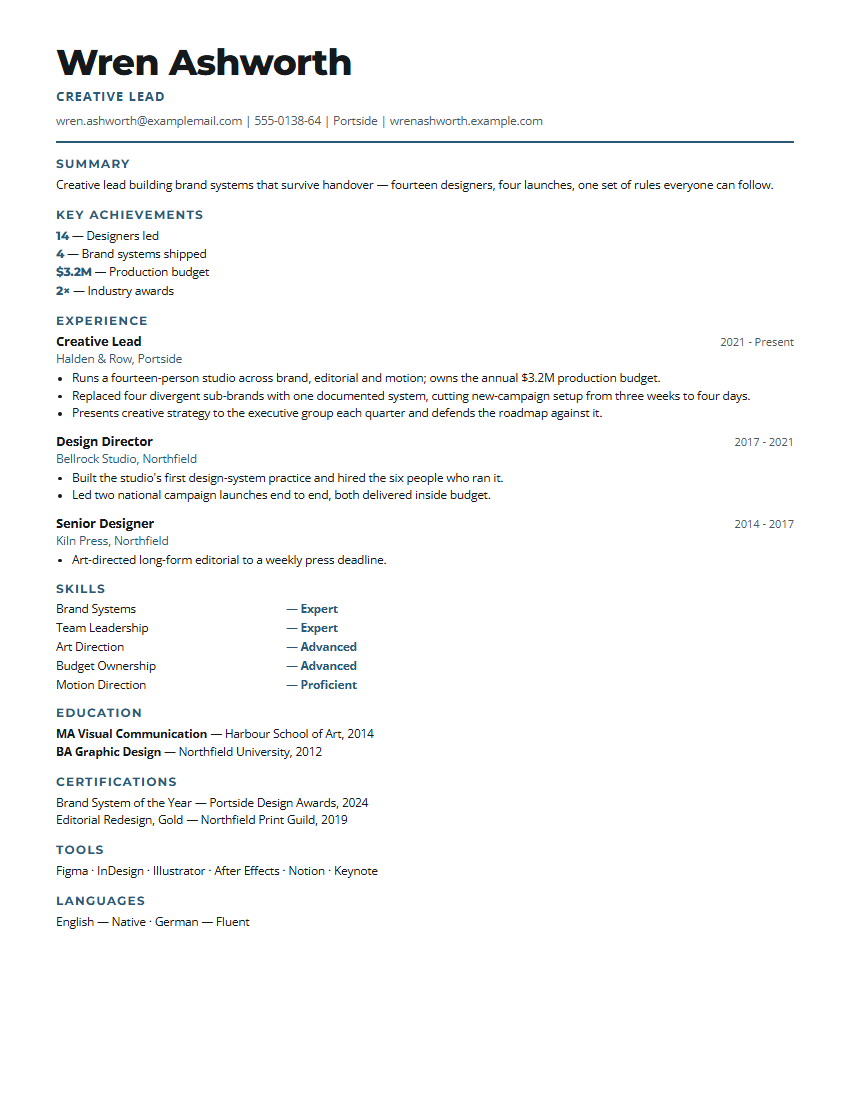 Wren Ashworth
CREATIVE LEAD
wren.ashworth@examplemail.com | 555-0138-64 | Portside | wrenashworth.example.com
SUMMARY
Creative lead building brand systems that survive handover — fourteen designers, four launches, one set of rules everyone can follow.
KEY ACHIEVEMENTS
14 — Designers led
4 — Brand systems shipped
$3.2M — Production budget
2× — Industry awards
EXPERIENCE
Creative Lead 2021 - Present
Halden & Row, Portside
• Runs a fourteen-person studio across brand, editorial and motion; owns the annual $3.2M production budget.
• Replaced four divergent sub-brands with one documented system, cutting new-campaign setup from three weeks to four days.
• Presents creative strategy to the executive group each quarter and defends the roadmap against it.
Design Director 2017 - 2021
Bellrock Studio, Northfield
• Built the studio's first design-system practice and hired the six people who ran it.
• Led two national campaign launches end to end, both delivered inside budget.
Senior Designer 2014 - 2017
Kiln Press, Northfield
• Art-directed long-form editorial to a weekly press deadline.
SKILLS
Brand Systems — Expert
Team Leadership — Expert
Art Direction — Advanced
Budget Ownership — Advanced
Motion Direction — Proficient
EDUCATION
MA Visual Communication — Harbour School of Art, 2014
BA Graphic Design — Northfield University, 2012
CERTIFICATIONS
Brand System of the Year — Portside Design Awards, 2024
Editorial Redesign, Gold — Northfield Print Guild, 2019
TOOLS
Figma · InDesign · Illustrator · After Effects · Notion · Keynote
LANGUAGES
English — Native · German — Fluent